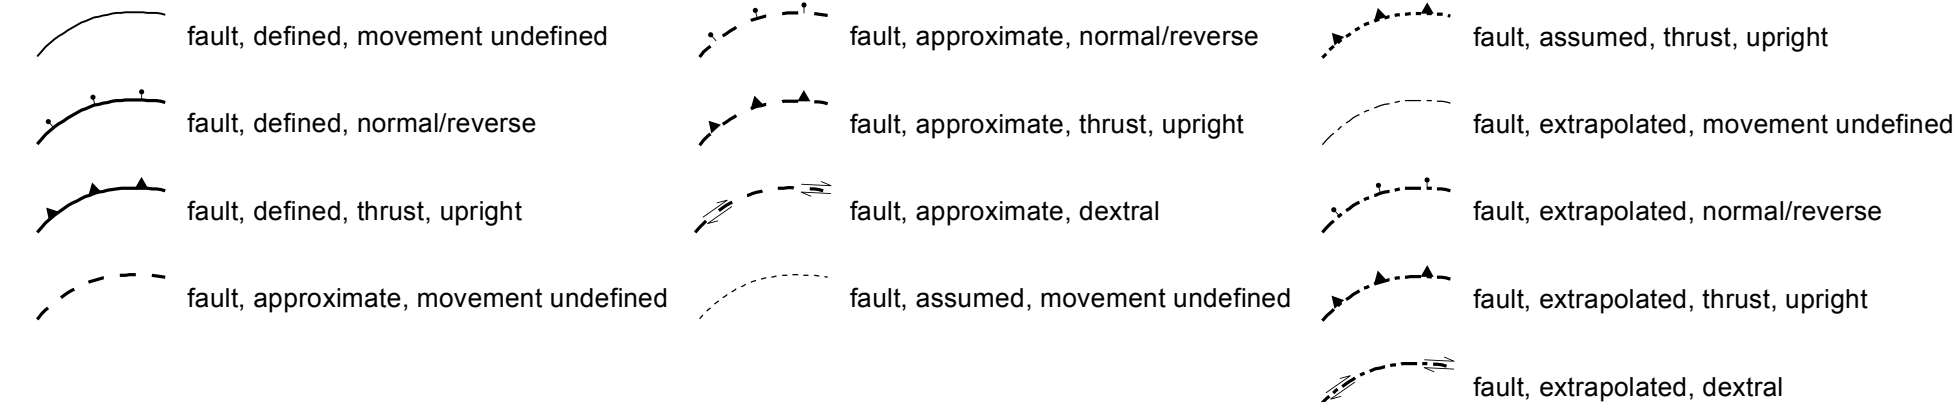 fault, defined, movement undefined
fault, defined, normal/reverse
fault, defined, thrust, upright
fault, approximate, movement undefined
fault, approximate, normal/reverse
fault, approximate, thrust, upright
fault, approximate, dextral
fault, assumed, movement undefined
fault, assumed, thrust, upright
fault, extrapolated, movement undefined
fault, extrapolated, normal/reverse
fault, extrapolated, thrust, upright
fault, extrapolated, dextral